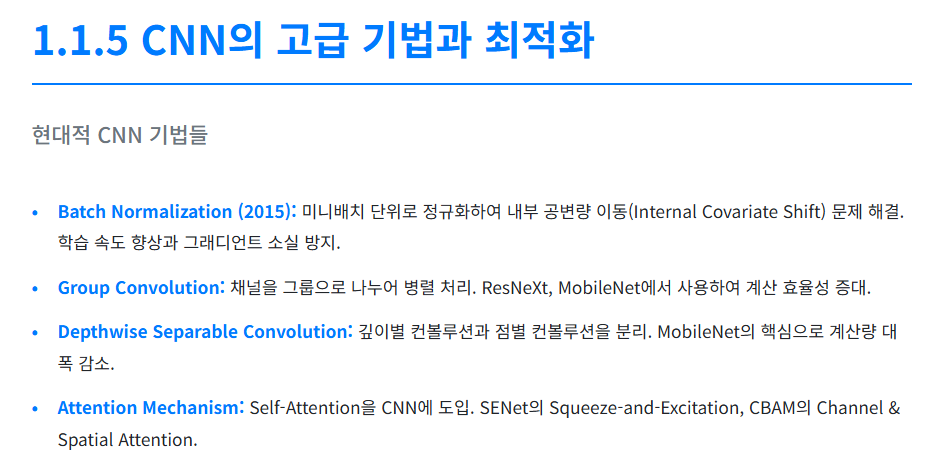 1.1.5 CNN의 고급 기법과 최적화
현대적 CNN 기법들
• Batch Normalization (2015): 미니배치 단위로 정규화하여 내부 공변량 이동(Internal Covariate Shift) 문제 해결.
학습 속도 향상과 그래디언트 소실 방지.
• Group Convolution: 채널을 그룹으로 나누어 병렬 처리. ResNeXt, MobileNet에서 사용하여 계산 효율성 증대.
• Depthwise Separable Convolution: 깊이별 컨볼루션과 점별 컨볼루션을 분리. MobileNet의 핵심으로 계산량 대
폭 감소.
• Attention Mechanism: Self-Attention을 CNN에 도입. SENet의 Squeeze-and-Excitation, CBAM의 Channel &
Spatial Attention.